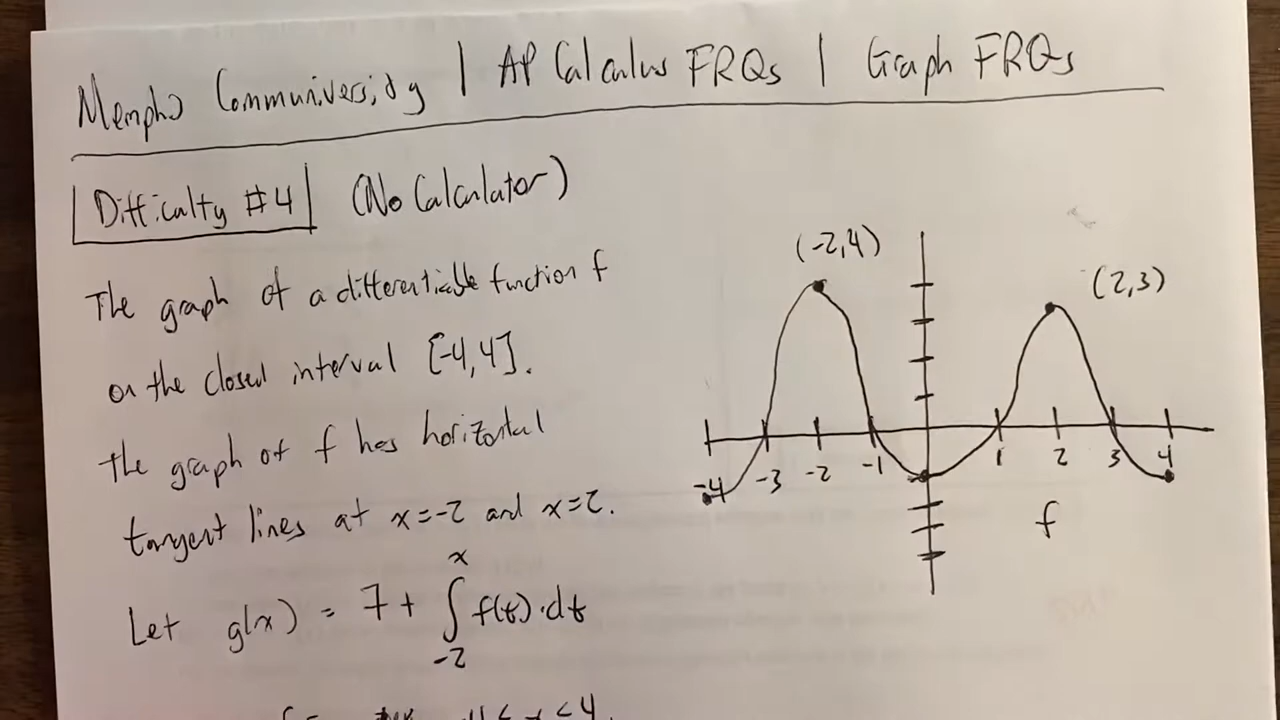 Mempho Communiversidy | AP Calculus FRQs | Graph FRQs
Difficulty #4 (No Calculator)
The graph of a differentiable function f
on the closed interval [-4,4].
the graph of f has horizontal
tangent lines at x=-2 and x=2.
Let g(x) = 7 + ∫_{-2}^{x} f(t)·dt
(-2,4)
(2,3)
-4 -3 -2 -1 1 2 3 4
f